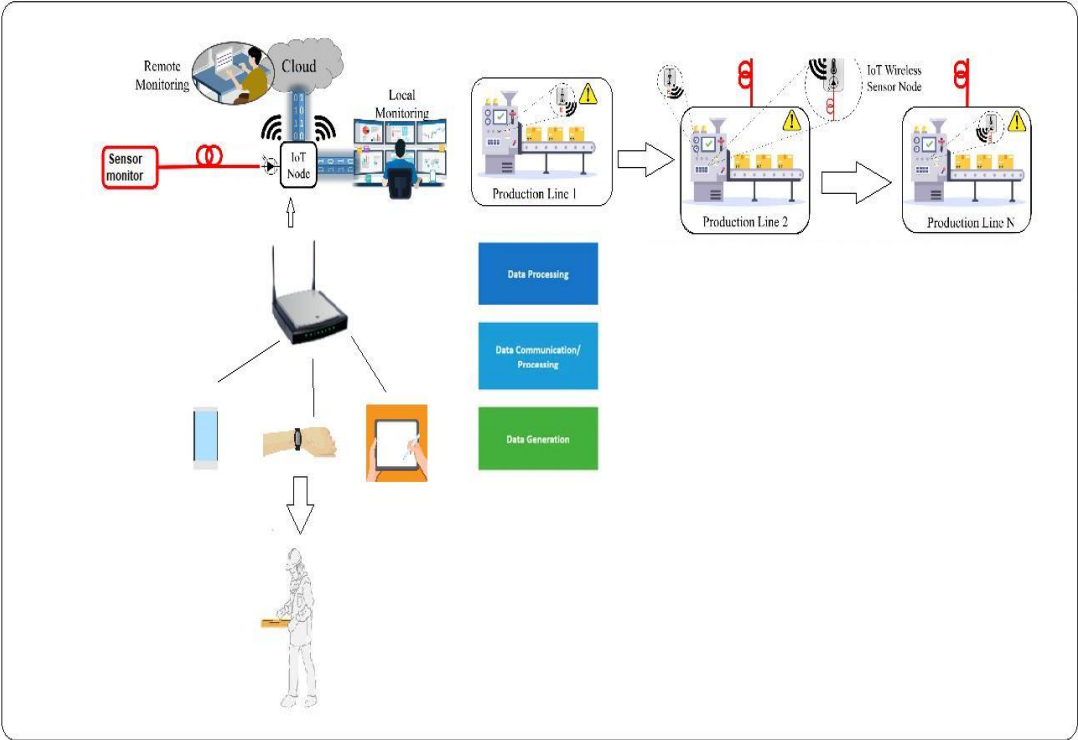 Remote
Monitoring
Cloud
Local
Monitoring
Sensor
monitor
IoT
Node
Production Line 1
Production Line 2
IoT Wireless
Sensor Node
Production Line N
Data Processing
Data Communication/
Processing
Data Generation